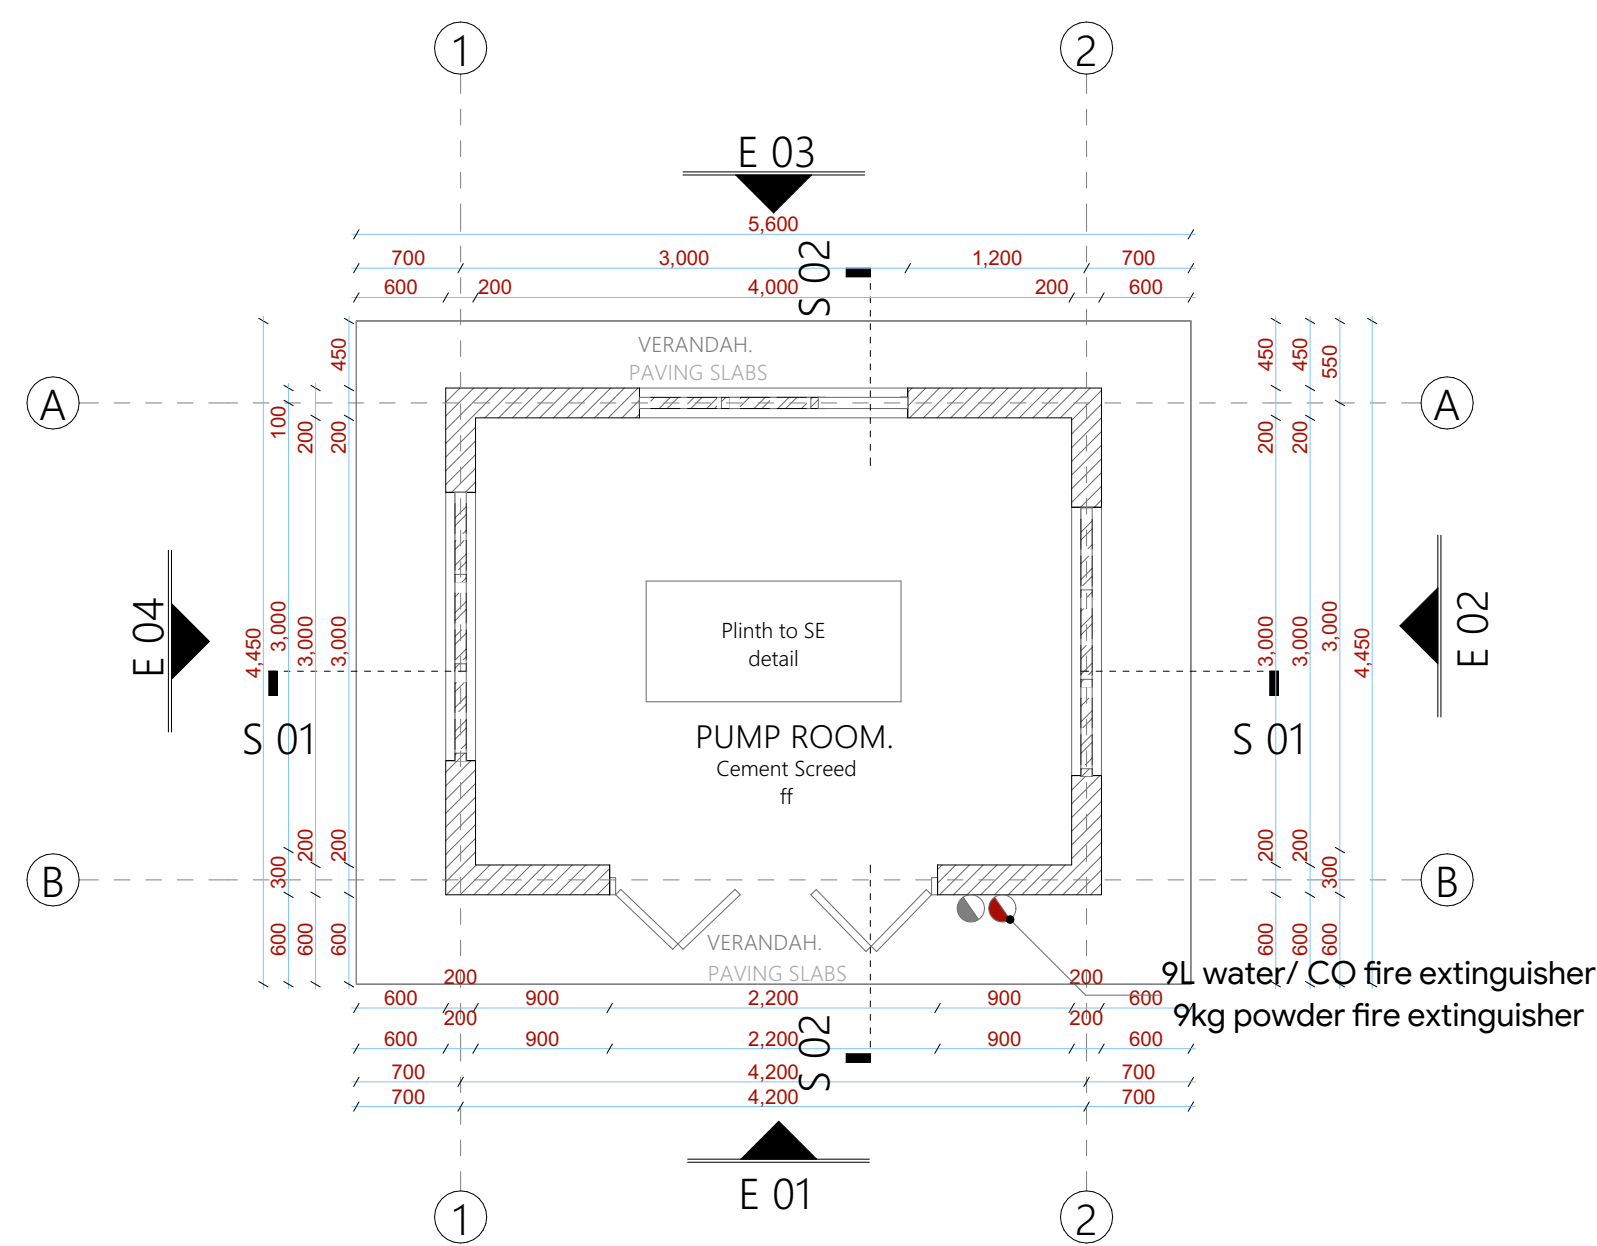 1 2
E 03
5,600
700 3,000 1,200 700
600 200 4,000 200 600
S 02
VERANDAH.
PAVING SLABS
450
450
450
550
A
A
100
200
200
200
200
E 04
4,450
3,000
3,000
3,000
Plinth to SE
detail
3,000
3,000
3,000
4,450
E 02
S 01
S 01
PUMP ROOM.
Cement Screed
ff
300
200
200
200
200
300
B
B
600
600
600
VERANDAH.
PAVING SLABS
600
600
600
9L water/ CO fire extinguisher
9kg powder fire extinguisher
200 200
600 900 2,200 900 600
200 200
600 900 2,200 900 600
S 02
700 4,200 700
700 4,200 700
E 01
1 2